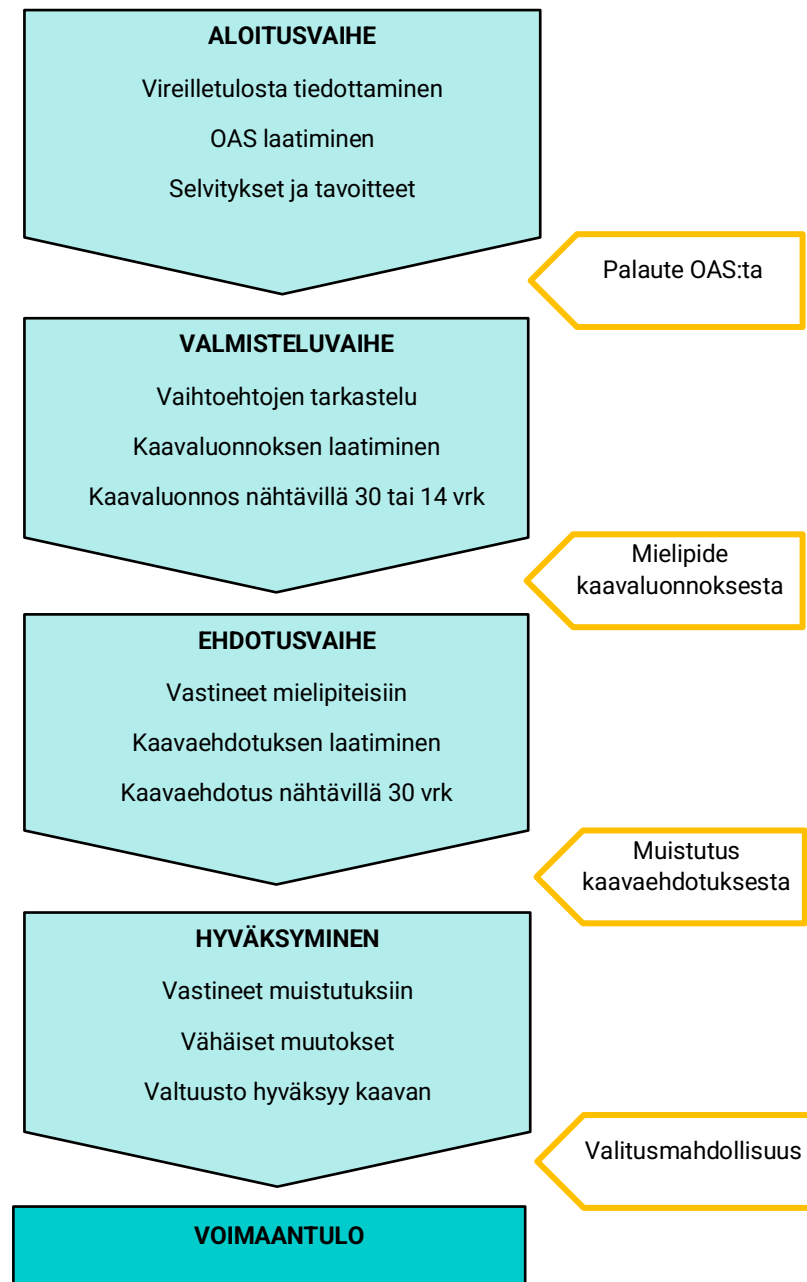 ALOITUSVAIHE
Vireilletulosta tiedottaminen
OAS laatiminen
Selvitykset ja tavoitteet
Palaute OAS:ta
VALMISTELUVAIHE
Vaihtoehtojen tarkastelu
Kaavaluonnoksen laatiminen
Kaavaluonnos nähtävillä 30 tai 14 vrk
Mielipide
kaavaluonnoksesta
EHDOTUSVAIHE
Vastineet mielipiteisiin
Kaavaehdotuksen laatiminen
Kaavaehdotus nähtävillä 30 vrk
Muistutus
kaavaehdotuksesta
HYVÄKSYMINEN
Vastineet muistutuksiin
Vähäiset muutokset
Valtuusto hyväksyy kaavan
Valitusmahdollisuus
VOIMAANTULO